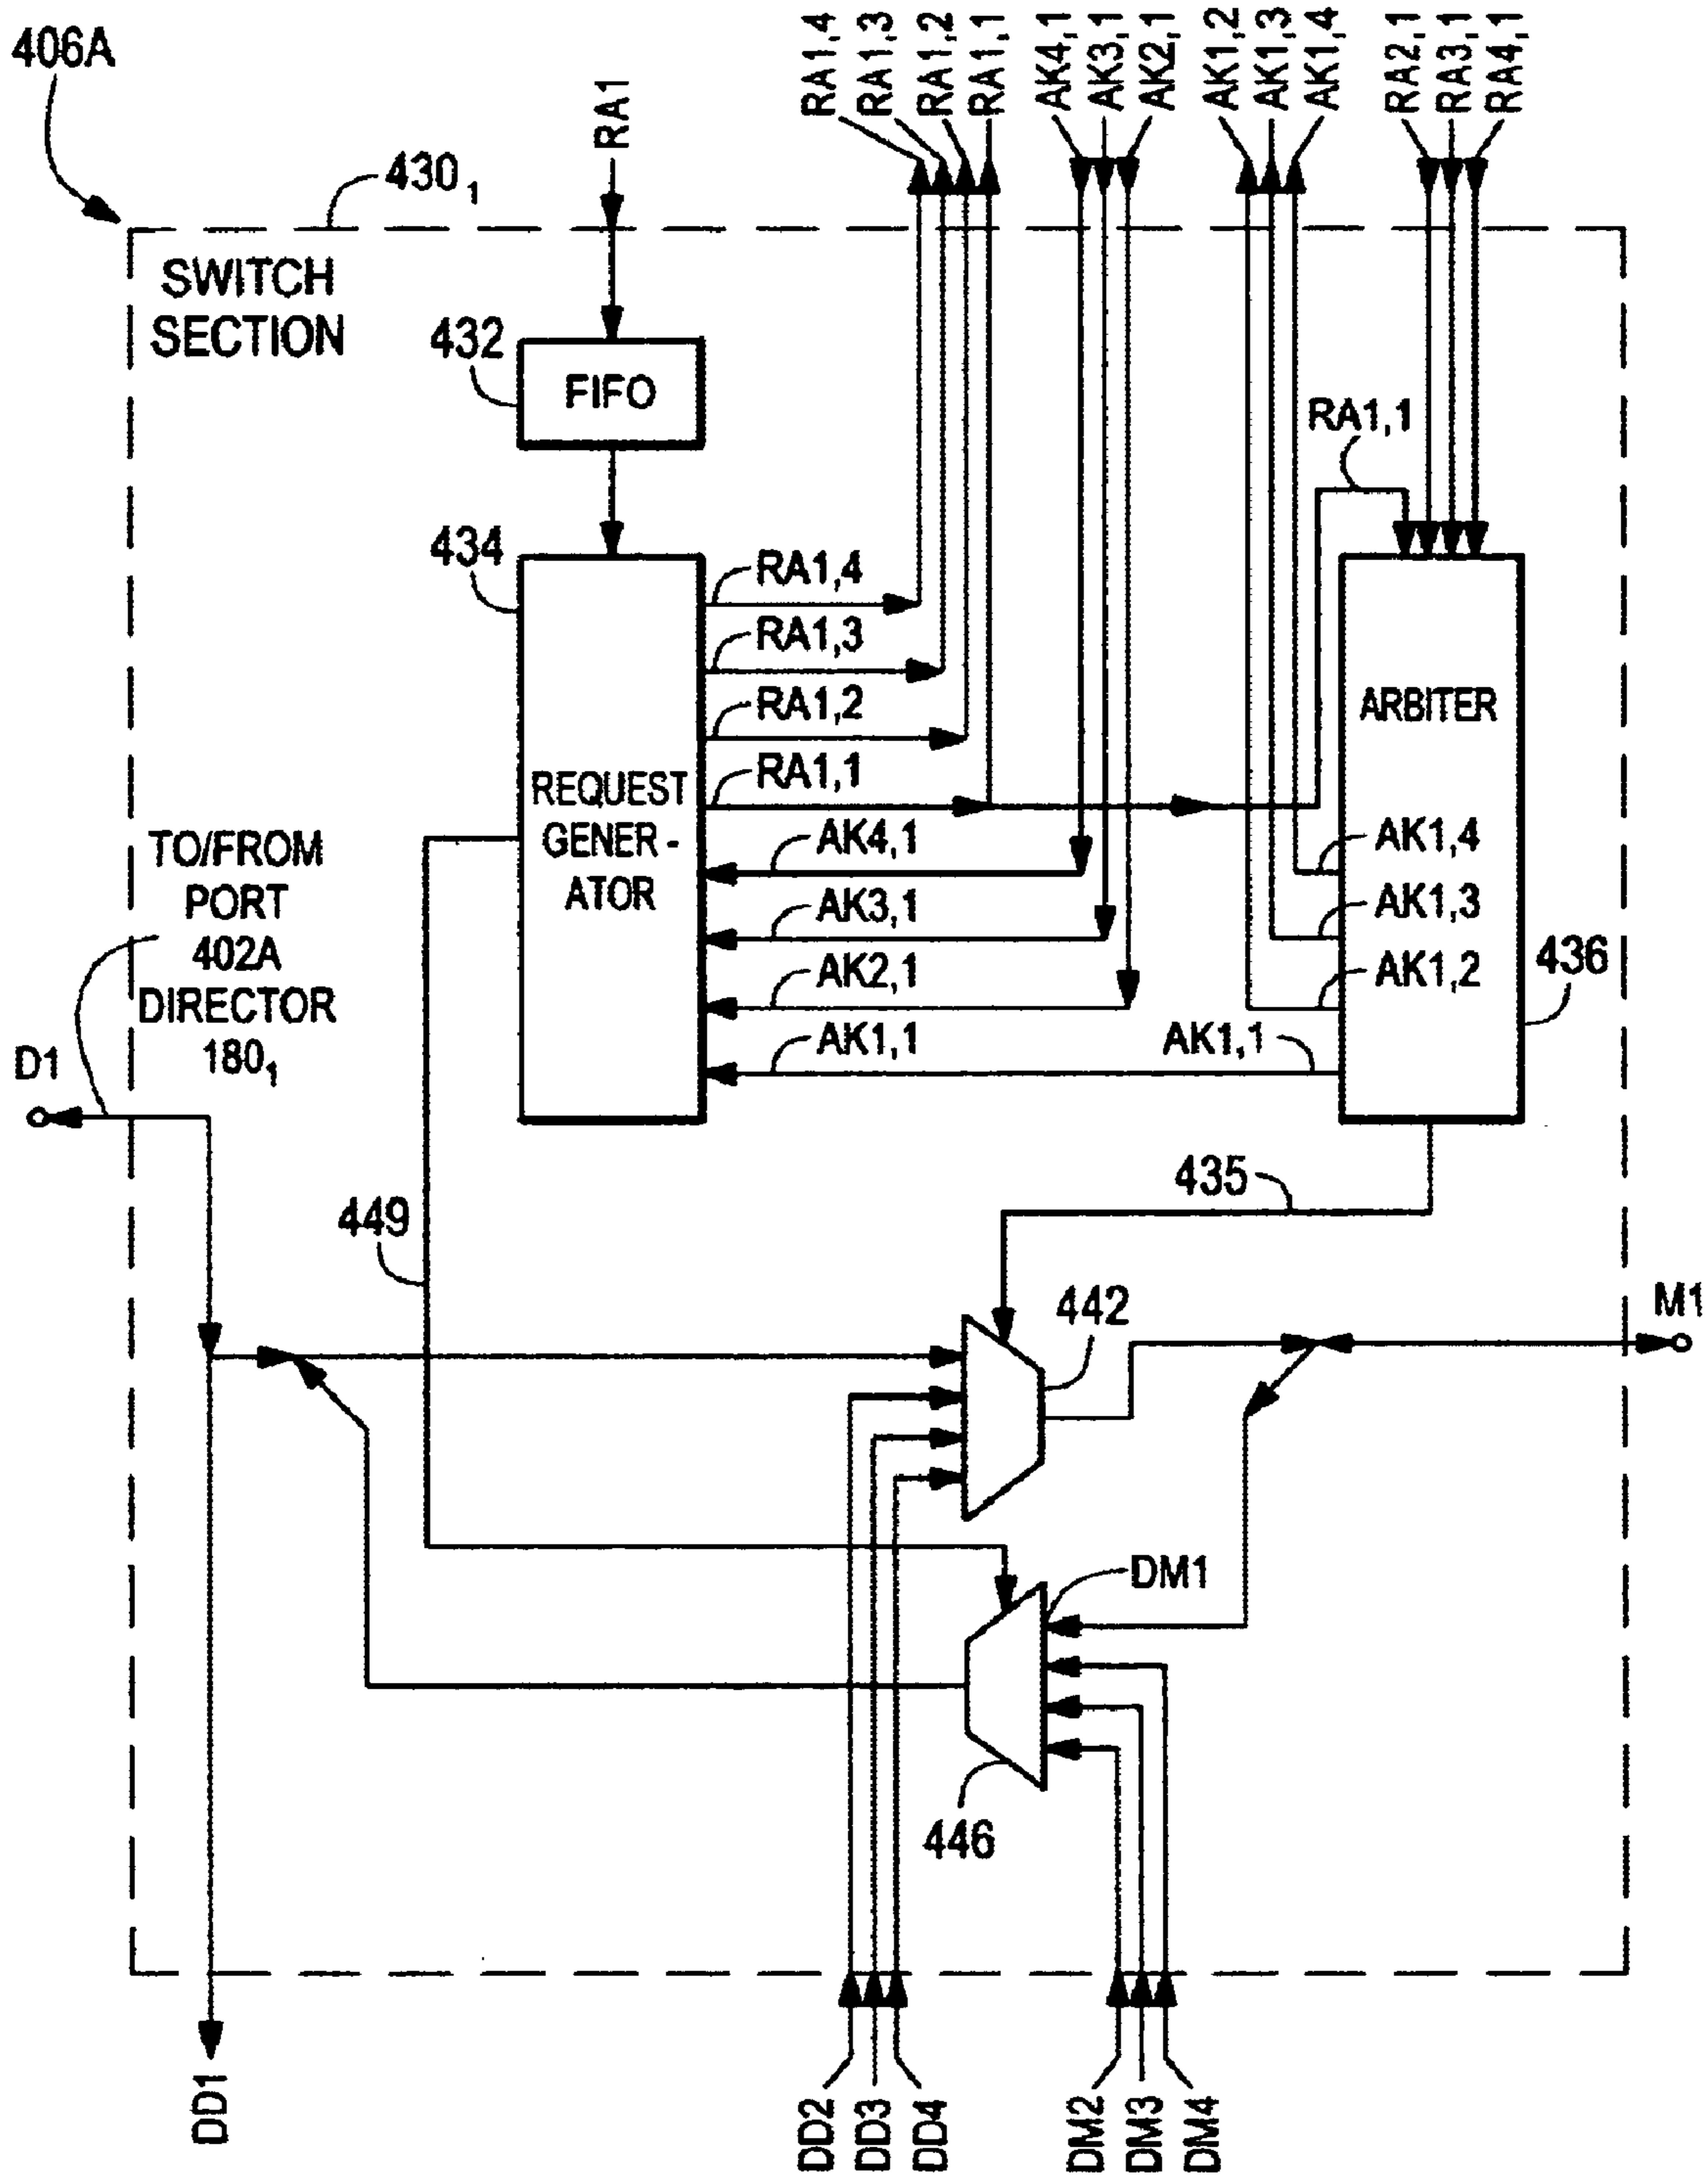 406A
430₁
RA1
RA1,4
RA1,3
RA1,2
RA1,1
AK4,1
AK3,1
AK2,1
AK1,2
AK1,3
AK1,4
RA2,1
RA3,1
RA4,1
SWITCH
SECTION
432
FIFO
RA1,1
434
RA1,4
RA1,3
RA1,2
RA1,1
REQUEST
GENER-
ATOR
AK4,1
AK3,1
AK2,1
AK1,1
ARBITER
AK1,4
AK1,3
AK1,2
AK1,1
436
TO/FROM
PORT
402A
DIRECTOR
180₁
D1
435
449
442
M1
DM1
446
DD1
DD2
DD3
DD4
DM2
DM3
DM4